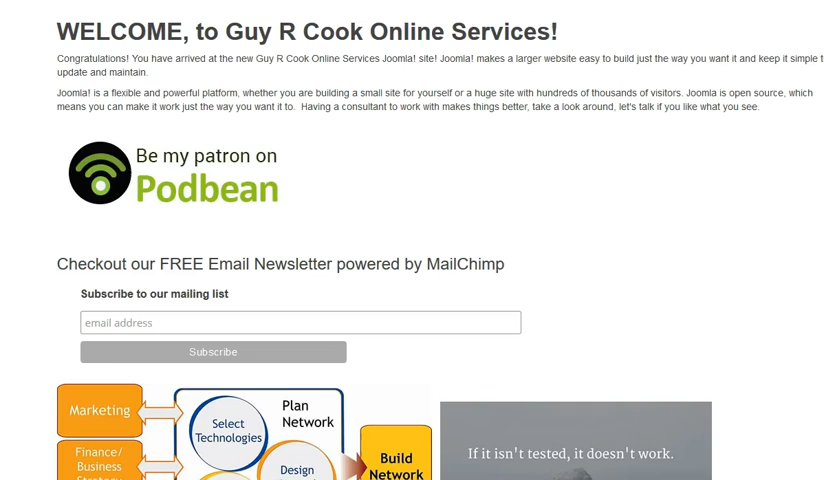 WELCOME, to Guy R Cook Online Services!
Congratulations! You have arrived at the new Guy R Cook Online Services Joomla! site! Joomla! makes a larger website easy to build just the way you want it and keep it simple t
update and maintain.
Joomla! is a flexible and powerful platform, whether you are building a small site for yourself or a huge site with hundreds of thousands of visitors. Joomla is open source, which
means you can make it work just the way you want it to.  Having a consultant to work with makes things better, take a look around, let's talk if you like what you see.
Be my patron on
Podbean
Checkout our FREE Email Newsletter powered by MailChimp
Subscribe to our mailing list
email address
Subscribe
Marketing
Finance/
Business
Select
Technologies
Plan
Network
Design
Build
Network
If it isn't tested, it doesn't work.